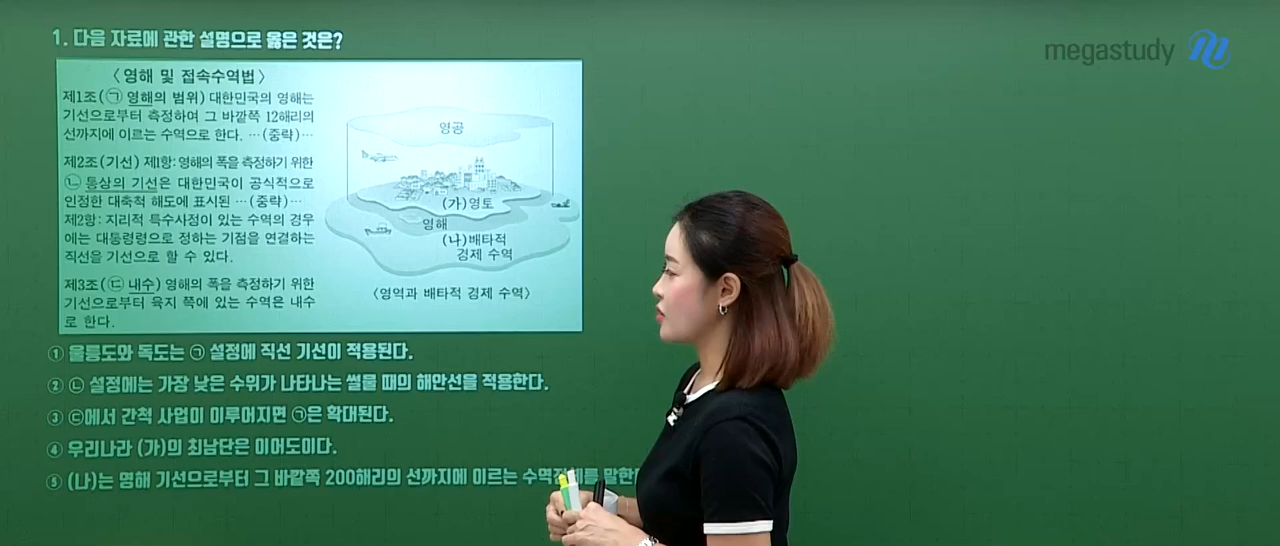 1. 다음 자료에 관한 설명으로 옳은 것은?
megastudy
〈영해 및 접속수역법〉
제1조(㉠ 영해의 범위) 대한민국의 영해는
기선으로부터 측정하여 그 바깥쪽 12해리의
선까지에 이르는 수역으로 한다. …(중략)…
제2조(기선) 제1항: 영해의 폭을 측정하기 위한
㉡ 통상의 기선은 대한민국이 공식적으로
인정한 대축척 해도에 표시된 …(중략)…
제2항: 지리적 특수사정이 있는 수역의 경우
에는 대통령령으로 정하는 기점을 연결하는
직선을 기선으로 할 수 있다.
제3조(㉢ 내수) 영해의 폭을 측정하기 위한
기선으로부터 육지 쪽에 있는 수역은 내수
로 한다.
영공
(가)영토
영해
(나)배타적
경제 수역
〈영역과 배타적 경제 수역〉
① 울릉도와 독도는 ㉠ 설정에 직선 기선이 적용된다.
② ㉡ 설정에는 가장 낮은 수위가 나타나는 썰물 때의 해안선을 적용한다.
③ ㉢에서 간척 사업이 이루어지면 ㉠은 확대된다.
④ 우리나라 (가)의 최남단은 이어도이다.
⑤ (나)는 영해 기선으로부터 그 바깥쪽 200해리의 선까지에 이르는 수역전체를 말한